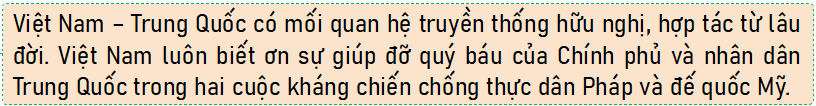 Việt Nam – Trung Quốc có mối quan hệ truyền thống hữu nghị, hợp tác từ lâu
đời. Việt Nam luôn biết ơn sự giúp đỡ quý báu của Chính phủ và nhân dân
Trung Quốc trong hai cuộc kháng chiến chống thực dân Pháp và đế quốc Mỹ.